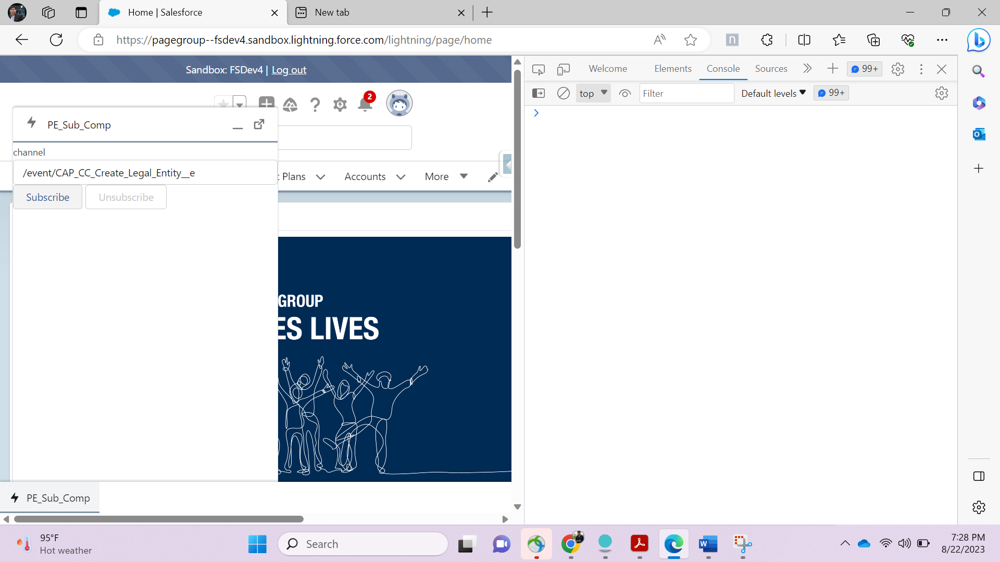 Home | Salesforce
New tab
https://pagegroup--fsdev4.sandbox.lightning.force.com/lightning/page/home
Sandbox: FSDev4 | Log out
2
PE_Sub_Comp
channel
/event/CAP_CC_Create_Legal_Entity__e
Subscribe
Unsubscribe
Plans
Accounts
More
GROUP
ES LIVES
PE_Sub_Comp
Welcome
Elements
Console
Sources
99+
top
Filter
Default levels
99+
95°F
Hot weather
Search
7:28 PM
8/22/2023